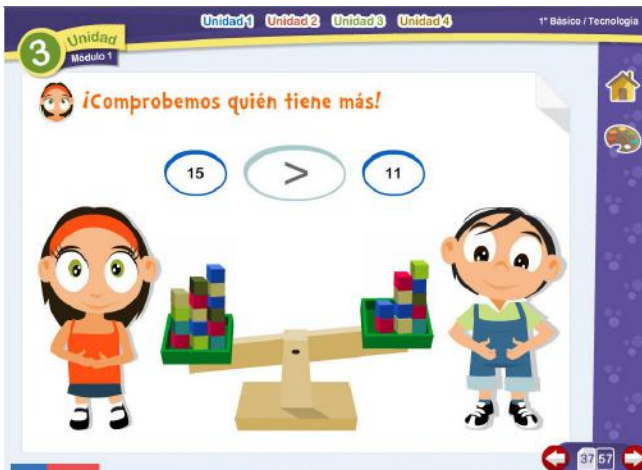 Unidad 1 Unidad 2 Unidad 3 Unidad 4
1° Básico / Tecnología
3 Unidad
Módulo 1
¡Comprobemos quién tiene más!
15 > 11
37 57